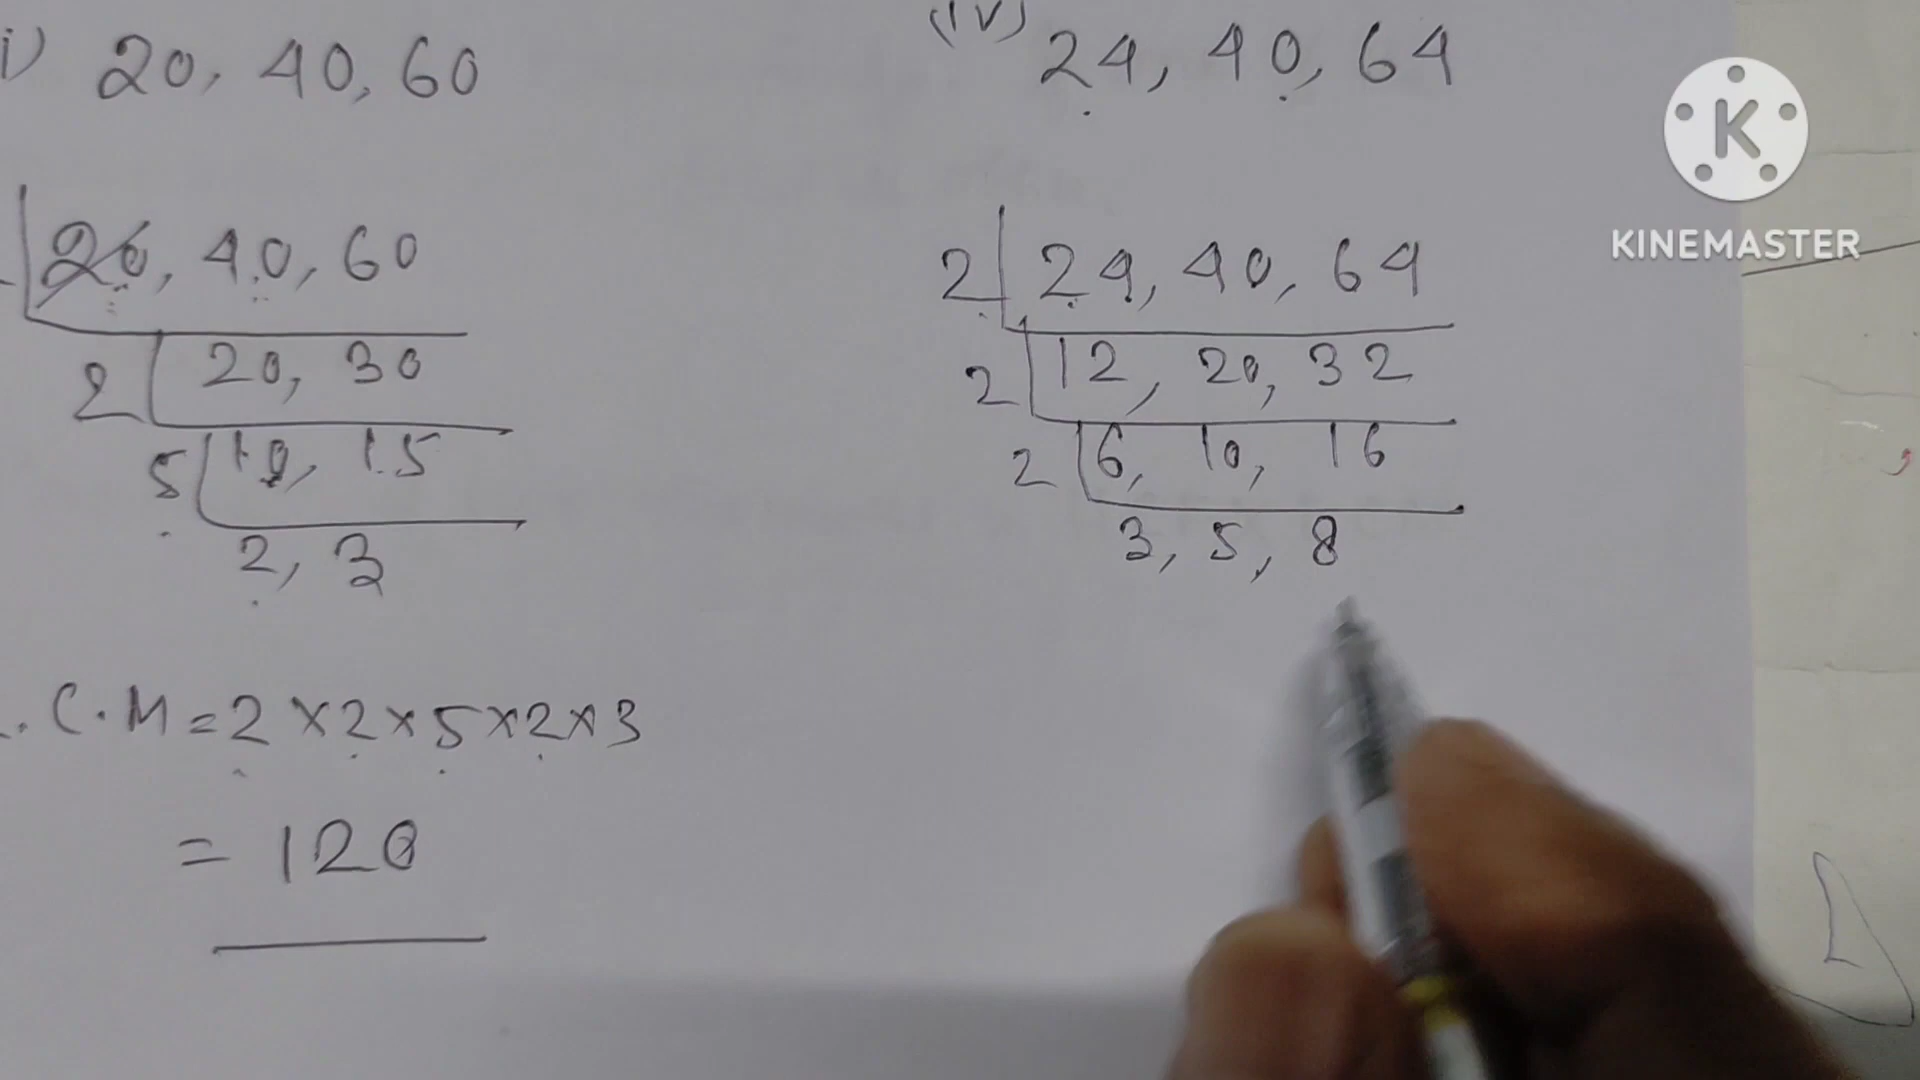 i) 20, 40, 60
20, 40, 60
2 20, 30
5 10, 15
2, 3
. C. M = 2 × 2 × 5 × 2 × 3
= 120
(iv) 24, 40, 64
2 24, 40, 64
2 12, 20, 32
2 6, 10, 16
3, 5, 8
K
KINEMASTER